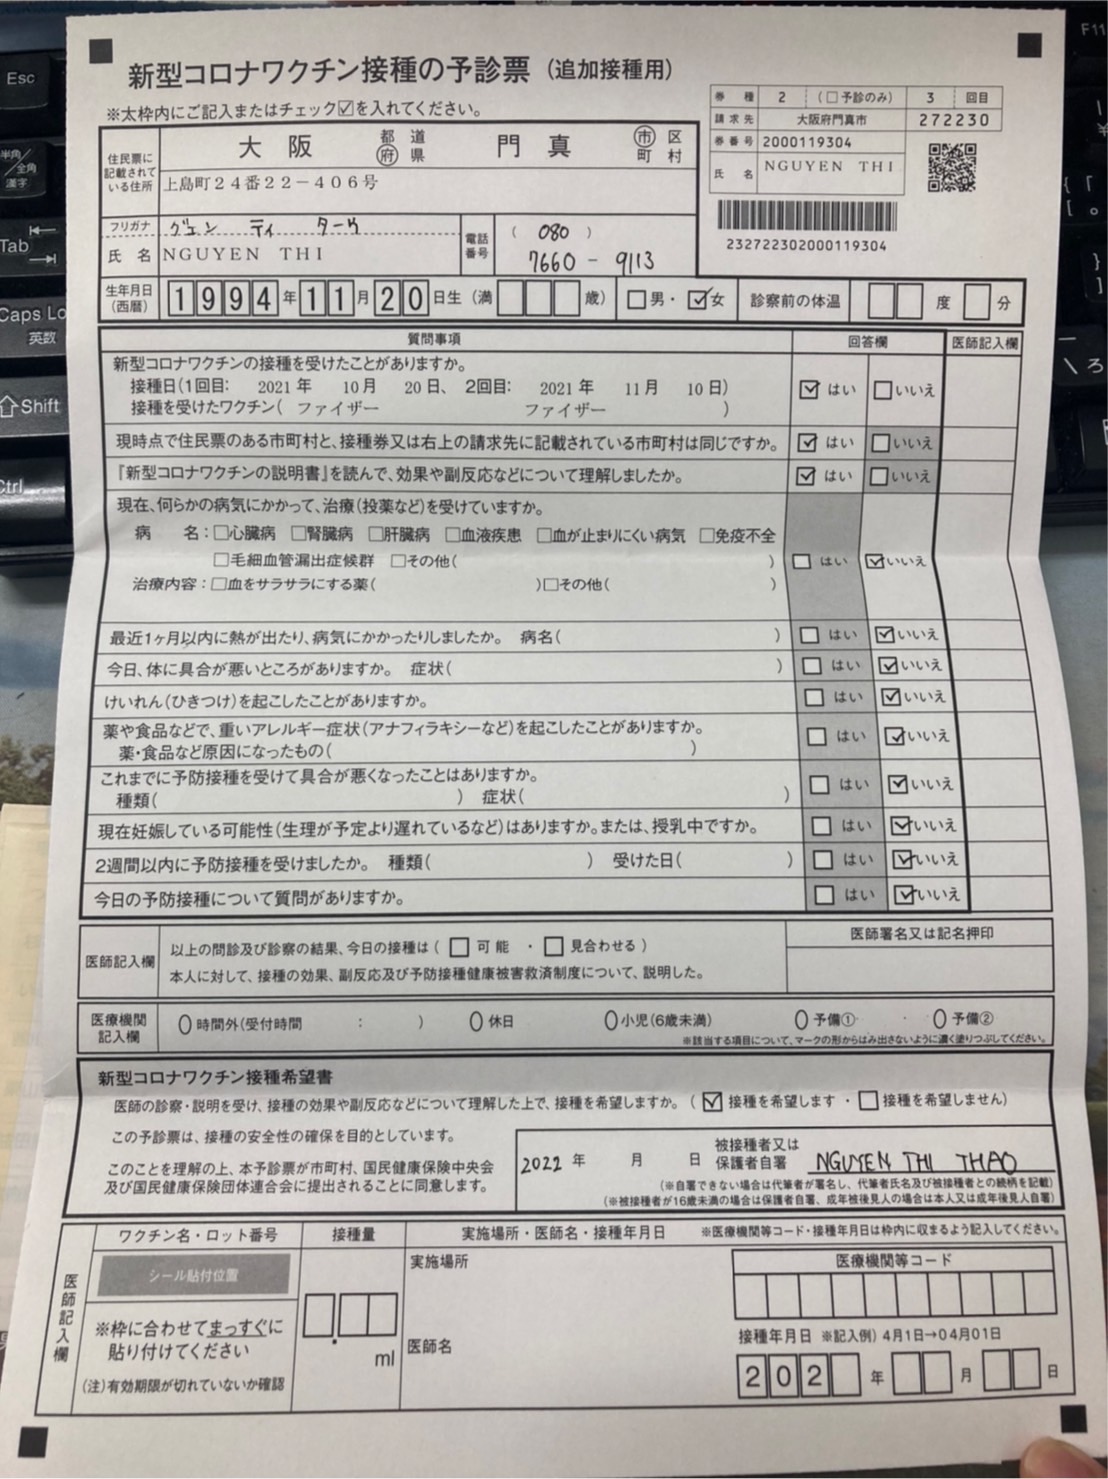 新型コロナワクチン接種の予診票 (追加接種用)
※太枠内にご記入またはチェック☑を入れてください。
券種 2 (□予診のみ) 3 回目
請求先 大阪府門真市 272230
券番号 2000119304
氏名 NGUYEN THI
232722302000119304
住民票に記載されている住所 大阪 都道府県 門真 市区町村
上島町24番22-406号
フリガナ グエン ティ タオ
氏名 NGUYEN THI
電話番号 (080) 7660-9113
生年月日(西暦) 1994年11月20日生 (満 歳) □男・☑女 診察前の体温 度 分
質問事項 回答欄 医師記入欄
新型コロナワクチンの接種を受けたことがありますか。
接種日(1回目: 2021年 10月 20日、2回目: 2021年 11月 10日) ☑はい □いいえ
接種を受けたワクチン( ファイザー ファイザー )
現時点で住民票のある市町村と、接種券又は右上の請求先に記載されている市町村は同じですか。 ☑はい □いいえ
『新型コロナワクチンの説明書』を読んで、効果や副反応などについて理解しましたか。 ☑はい □いいえ
現在、何らかの病気にかかって、治療(投薬など)を受けていますか。
病名:□心臓病 □腎臓病 □肝臓病 □血液疾患 □血が止まりにくい病気 □免疫不全
□毛細血管漏出症候群 □その他( ) □はい ☑いいえ
治療内容:□血をサラサラにする薬( )□その他( )
最近1ヶ月以内に熱が出たり、病気にかかったりしましたか。 病名( ) □はい ☑いいえ
今日、体に具合が悪いところがありますか。 症状( ) □はい ☑いいえ
けいれん(ひきつけ)を起こしたことがありますか。 □はい ☑いいえ
薬や食品などで、重いアレルギー症状(アナフィラキシーなど)を起こしたことがありますか。
薬・食品など原因になったもの( ) □はい ☑いいえ
これまでに予防接種を受けて具合が悪くなったことはありますか。
種類( ) 症状( ) □はい ☑いいえ
現在妊娠している可能性(生理が予定より遅れているなど)はありますか。または、授乳中ですか。 □はい ☑いいえ
2週間以内に予防接種を受けましたか。 種類( ) 受けた日( ) □はい ☑いいえ
今日の予防接種について質問がありますか。 □はい ☑いいえ
医師記入欄 以上の問診及び診察の結果、今日の接種は(□可能・□見合わせる) 医師署名又は記名押印
本人に対して、接種の効果、副反応及び予防接種健康被害救済制度について、説明した。
医療機関記入欄 時間外(受付時間 : ) 休日 小児(6歳未満) 予備① 予備②
※該当する項目について、マークの形からはみ出さないように濃く塗りつぶしてください。
新型コロナワクチン接種希望書
医師の診察・説明を受け、接種の効果や副反応などについて理解した上で、接種を希望しますか。(☑接種を希望します・□接種を希望しません)
この予診票は、接種の安全性の確保を目的としています。
このことを理解の上、本予診票が市町村、国民健康保険中央会
及び国民健康保険団体連合会に提出されることに同意します。
2022年 月 日 被接種者又は保護者自署 NGUYEN THI THAO
(※自署できない場合は代筆者が署名し、代筆者氏名及び被接種者との続柄を記載)
(※被接種者が16歳未満の場合は保護者自署、成年被後見人の場合は本人又は成年後見人自署)
医師記入欄
ワクチン名・ロット番号 接種量 実施場所・医師名・接種年月日 ※医療機関等コード・接種年月日は枠内に収まるよう記入してください。
シール貼付位置
※枠に合わせてまっすぐに
貼り付けてください
(注)有効期限が切れていないか確認
. ml
実施場所
医師名
医療機関等コード
接種年月日 ※記入例) 4月1日→04月01日
202 年 月 日
Esc
半角/全角
漢字
Tab
Caps Lo
英数
Shift
Ctrl
F11